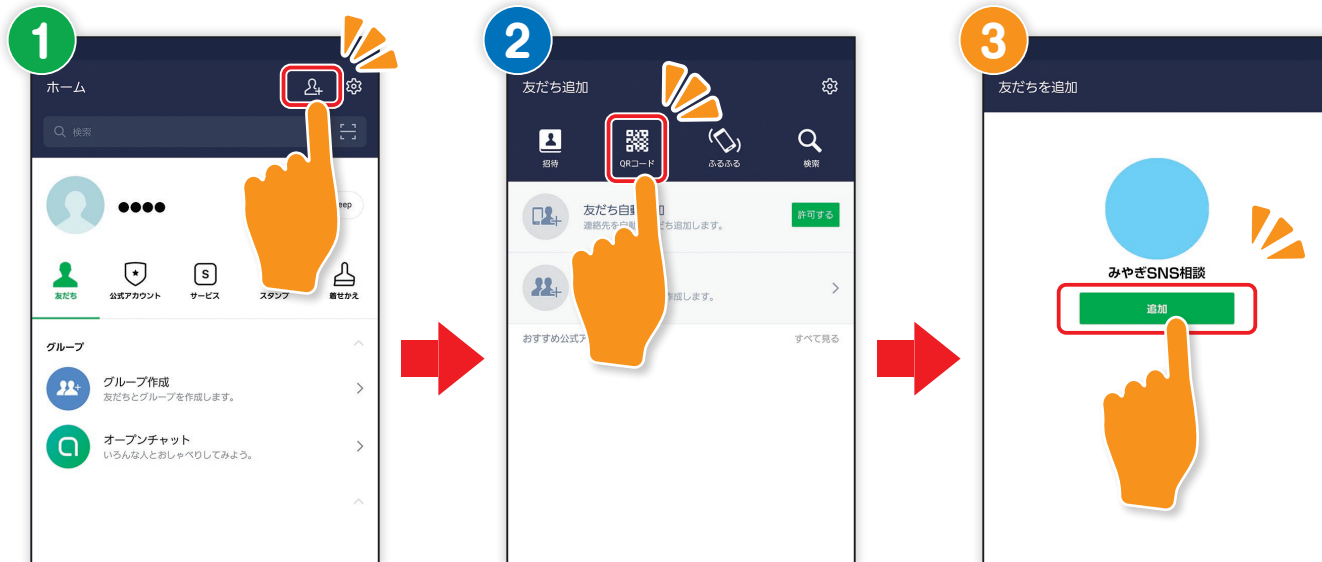 1
ホーム
検索
●●●●
eep
友だち
公式アカウント
サービス
スタンプ
着せかえ
グループ
グループ作成
友だちとグループを作成します。
オープンチャット
いろんな人とおしゃべりしてみよう。
2
友だち追加
招待
QRコード
ふるふる
検索
友だち自動 加
連絡先を自動 だち追加します。
許可する
作成します。
おすすめ公式ア
すべて見る
3
友だちを追加
みやぎSNS相談
追加